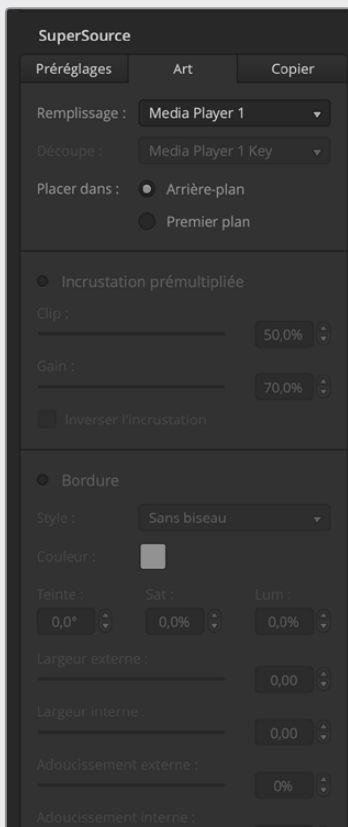 SuperSource
Préréglages Art Copier
Remplissage : Media Player 1
Découpe : Media Player 1 Key
Placer dans : Arrière-plan
Premier plan
Incrustation prémultipliée
Clip :
50,0%
Gain :
70,0%
Inverser l'incrustation
Bordure
Style : Sans biseau
Couleur :
Teinte : Sat : Lum :
0,0° 0,0% 0,0%
Largeur externe :
0,00
Largeur interne :
0,00
Adoucissement externe :
0%
Adoucissement interne :